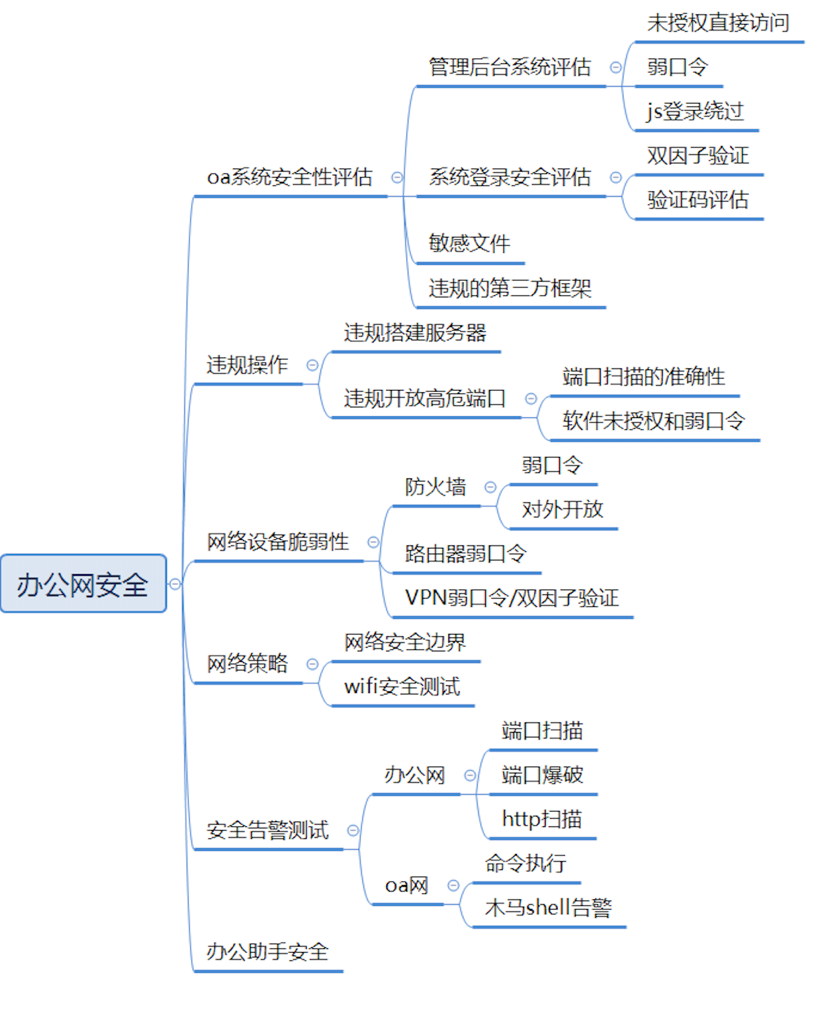 未授权直接访问
管理后台系统评估
弱口令
js登录绕过
双因子验证
oa系统安全性评估
系统登录安全评估
验证码评估
敏感文件
违规的第三方框架
违规搭建服务器
违规操作
端口扫描的准确性
违规开放高危端口
软件未授权和弱口令
弱口令
防火墙
对外开放
网络设备脆弱性
路由器弱口令
办公网安全
VPN弱口令/双因子验证
网络安全边界
网络策略
wifi安全测试
端口扫描
办公网
端口爆破
http扫描
安全告警测试
命令执行
oa网
木马shell告警
办公助手安全